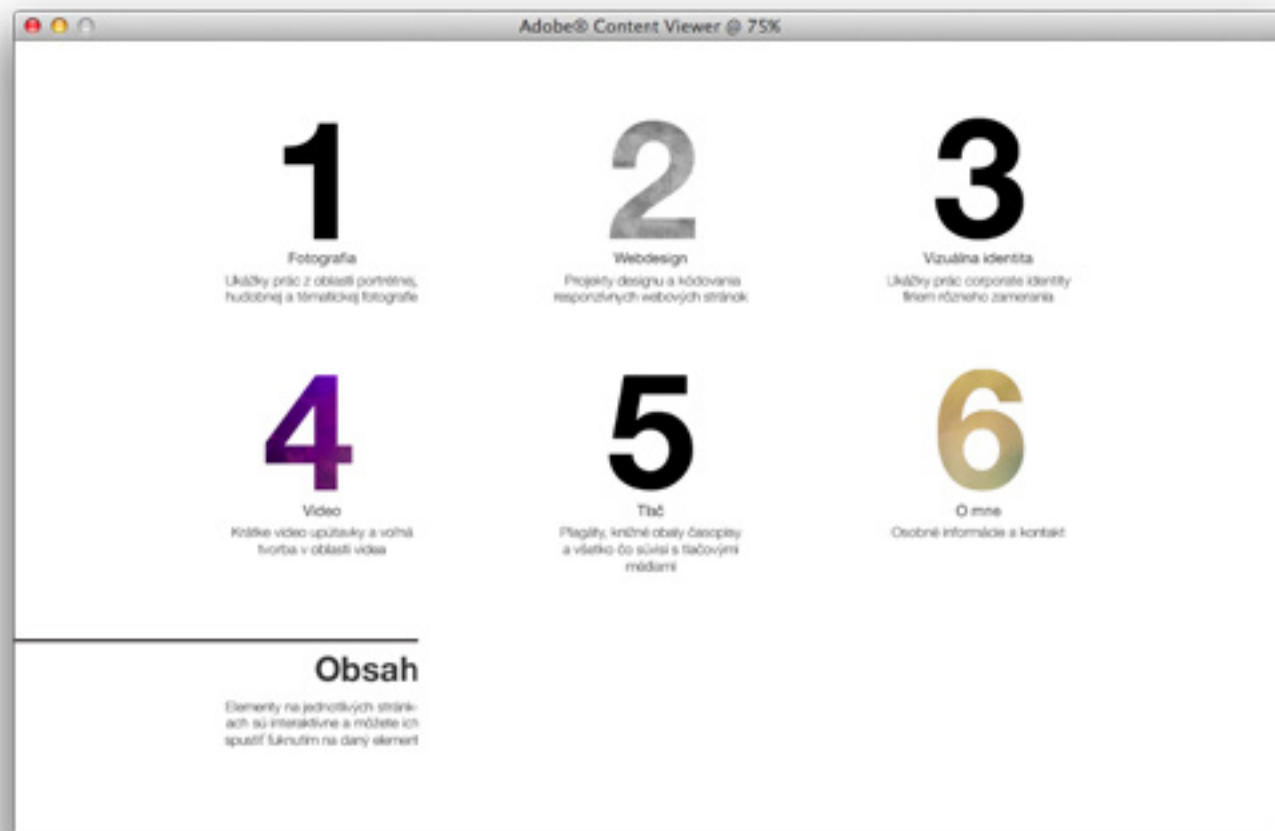 Adobe® Content Viewer @ 75%
1
Fotografia
Ukážky prác z oblasti portrétnej,
hudobnej a tématickej fotografie
2
Webdesign
Projekty designu a kódovania
responzívnych webových stránok
3
Vizuálna identita
Ukážky prác corporate identity
firiem rôzneho zamerania
4
Video
Krátke video upútavky a voľná
tvorba v oblasti videa
5
Tlač
Plagáty, knižné obaly časopisy
a všetko čo súvisí s tlačovými
médiami
6
O mne
Osobné informácie a kontakt
Obsah
Elementy na jednotlivých stránk-
ach sú interaktívne a môžete ich
spustiť ťuknutím na daný element